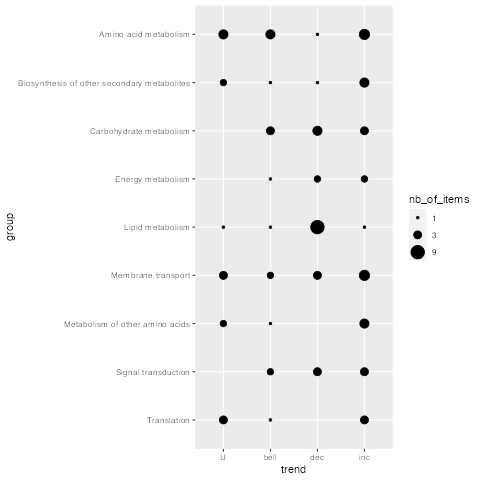 Amino acid metabolism
Biosynthesis of other secondary metabolites
Carbohydrate metabolism
Energy metabolism
Lipid metabolism
Membrane transport
Metabolism of other amino acids
Signal transduction
Translation
group
U bell dec inc
trend
nb_of_items
1
3
9